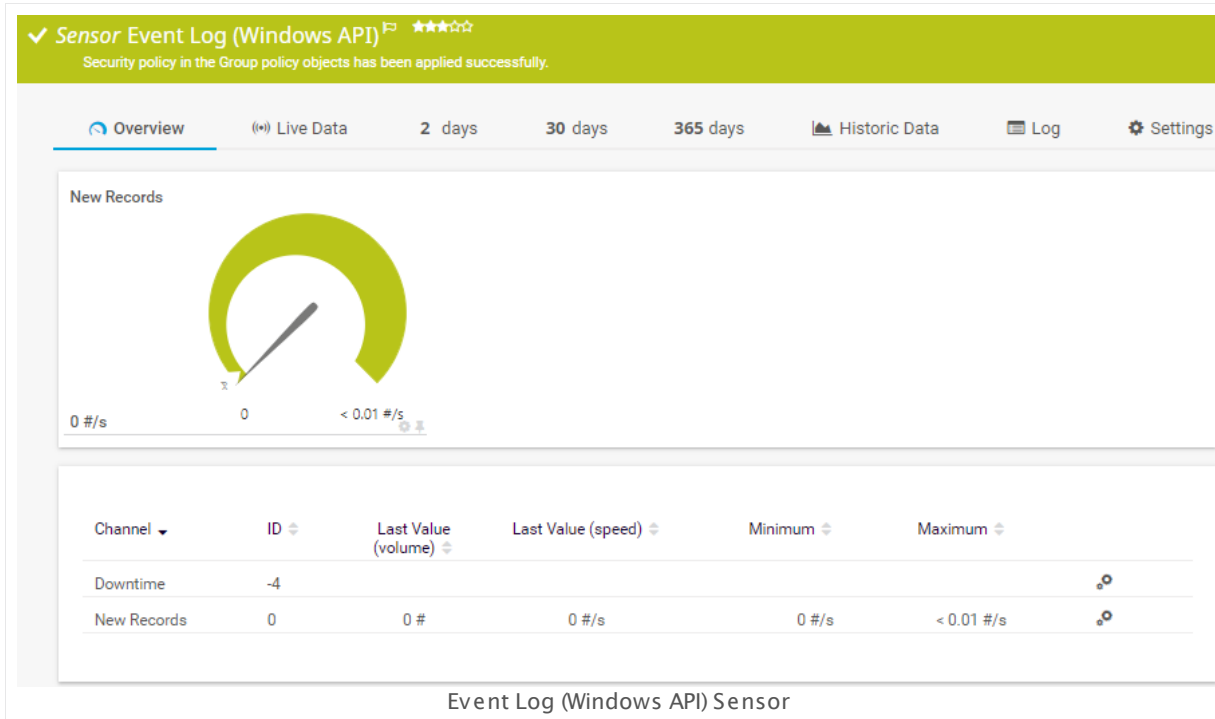 Sensor Event Log (Windows API)
Security policy in the Group policy objects has been applied successfully.
Overview
Live Data
2 days
30 days
365 days
Historic Data
Log
Settings
New Records
0 #/s
0
< 0.01 #/s
Channel ID Last Value (volume) Last Value (speed) Minimum Maximum
Downtime -4
New Records 0 0 # 0 #/s 0 #/s < 0.01 #/s
Event Log (Windows API) Sensor